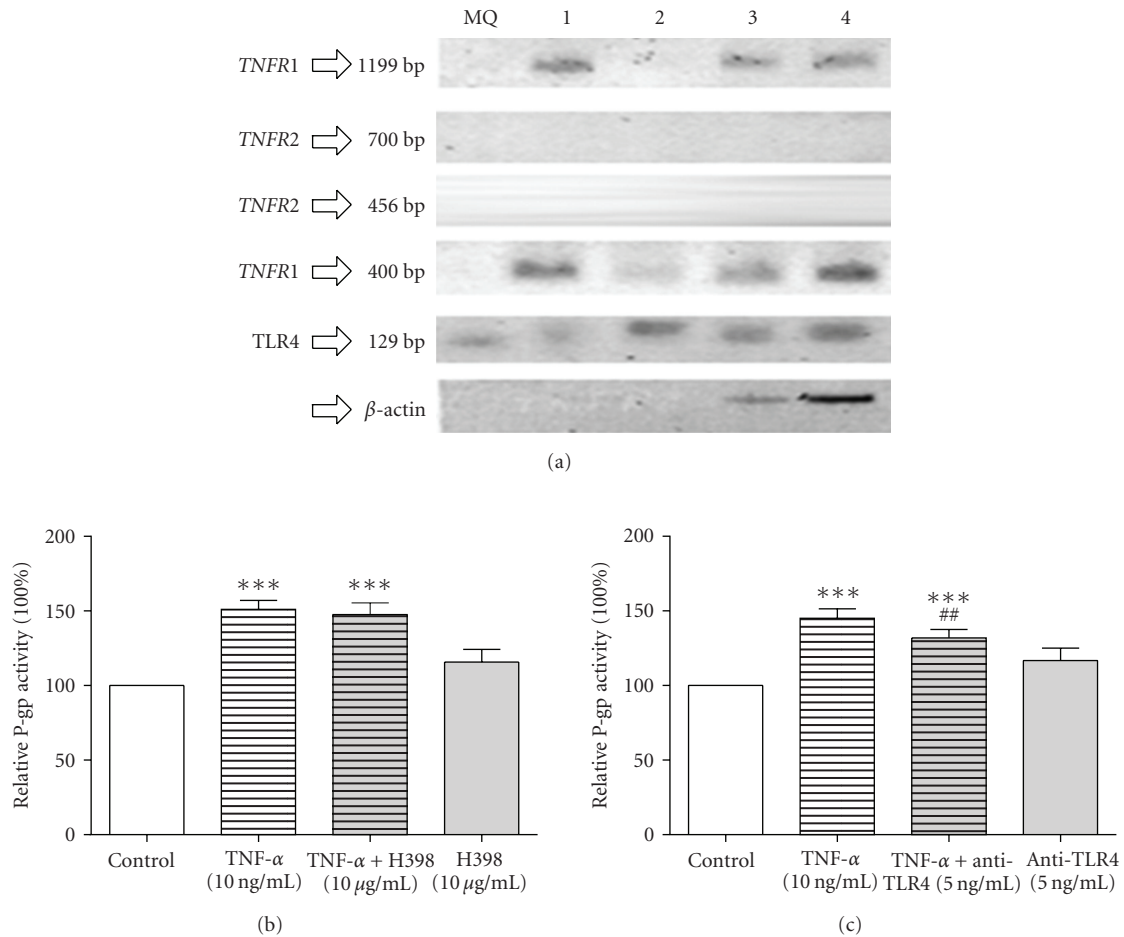 MQ 1 2 3 4
TNFR1 1199 bp
TNFR2 700 bp
TNFR2 456 bp
TNFR1 400 bp
TLR4 129 bp
β-actin
(a)
Relative P-gp activity (100%)
200
150
100
50
0
***
***
Control
TNF-α
(10 ng/mL)
TNF-α + H398
(10 μg/mL)
H398
(10 μg/mL)
(b)
Relative P-gp activity (100%)
200
150
100
50
0
***
***
##
Control
TNF-α
(10 ng/mL)
TNF-α + anti-
TLR4 (5 ng/mL)
Anti-TLR4
(5 ng/mL)
(c)